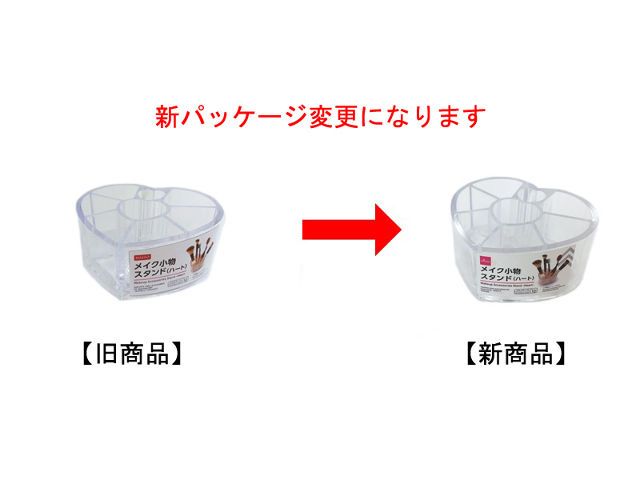 新パッケージ変更になります
メイク小物
スタンド(ハート)
Makeup Accessories Stand (Heart)
メイク小物
スタンド(ハート)
Makeup Accessories Stand (Heart)
【旧商品】
【新商品】